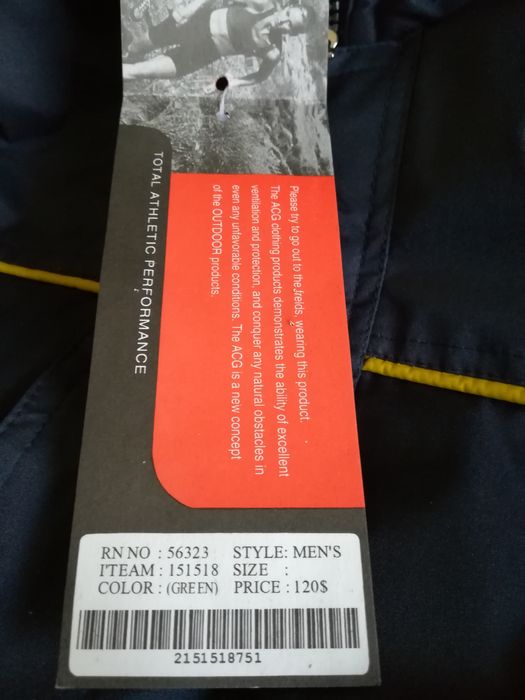 TOTAL ATHLETIC PERFORMANCE
Please try to go out to the freids, wearing this product.
The ACG clothing products demonstrates the ability of excellent
ventilation and protection, and conquer any natural obstacles in
even any unfavorable conditions. The ACG is a new concept
of the OUTDOOR products.
RN NO : 56323 STYLE: MEN'S
I'TEAM : 151518 SIZE :
COLOR : (GREEN) PRICE : 120$
2151518751